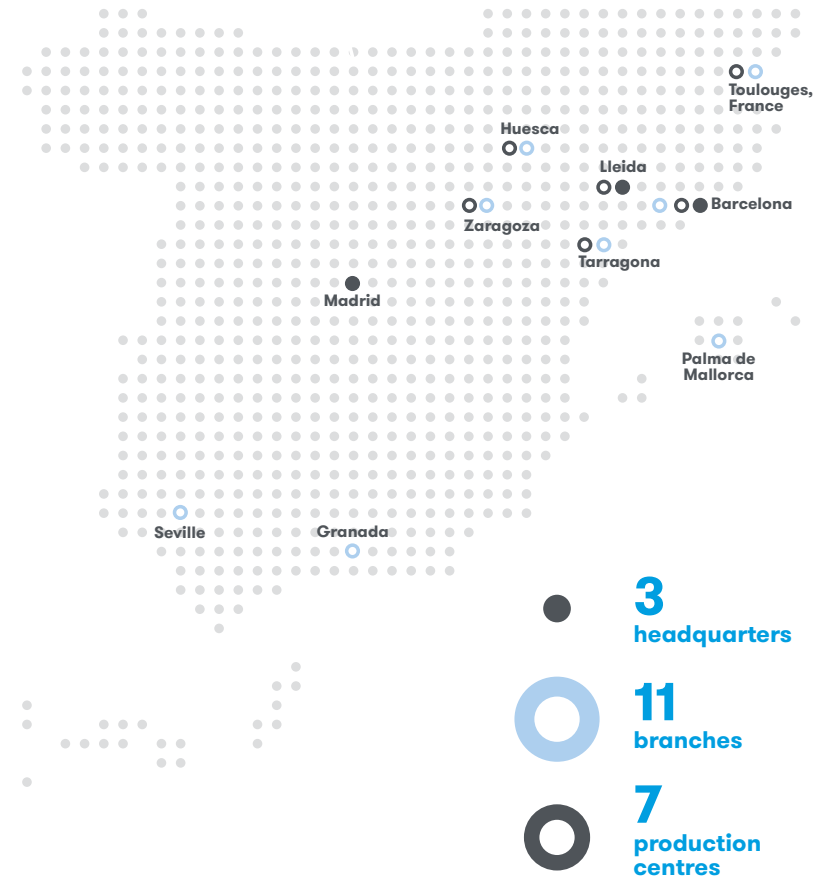 Toulouges,
France
Huesca
Lleida
Barcelona
Zaragoza
Tarragona
Madrid
Palma de
Mallorca
Seville
Granada
3
headquarters
11
branches
7
production
centres